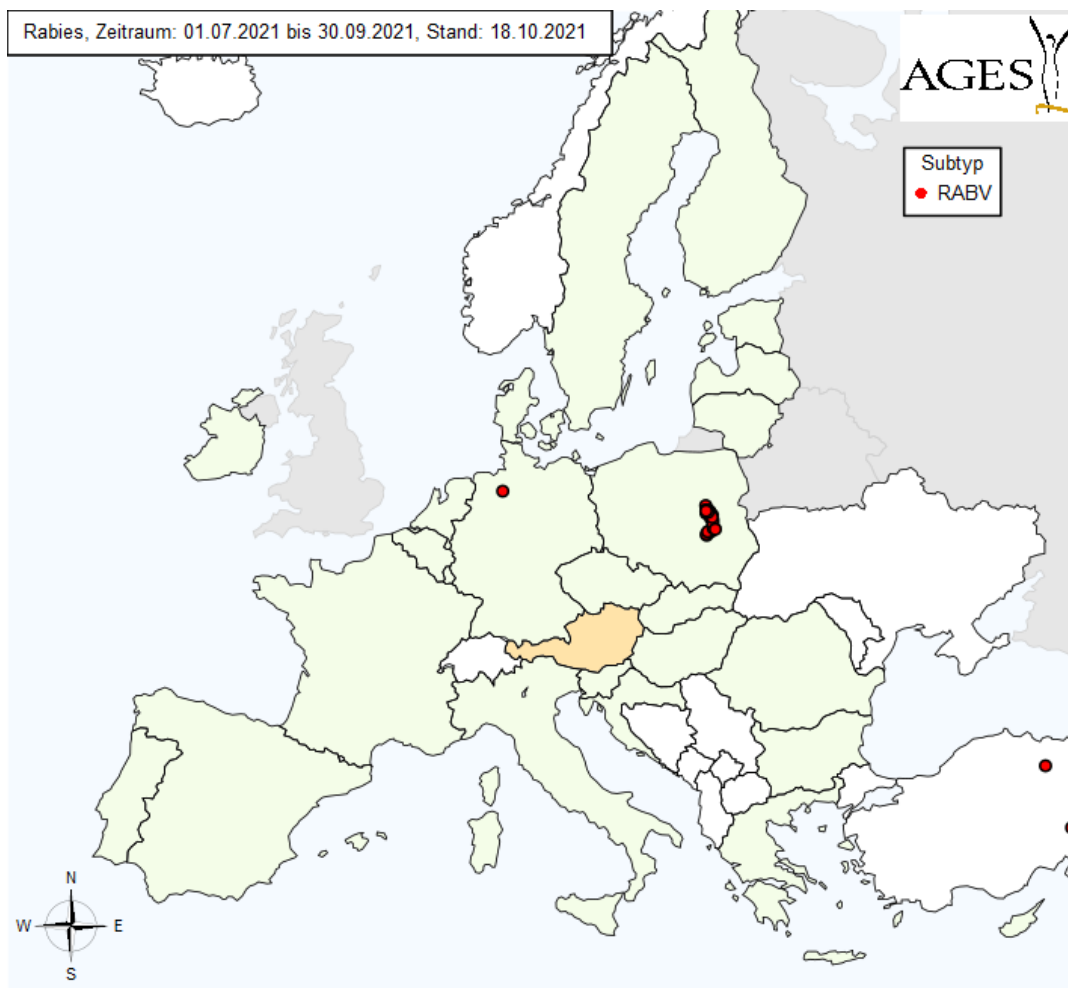 Rabies, Zeitraum: 01.07.2021 bis 30.09.2021, Stand: 18.10.2021
AGES
Subtyp
RABV
N
W E
S